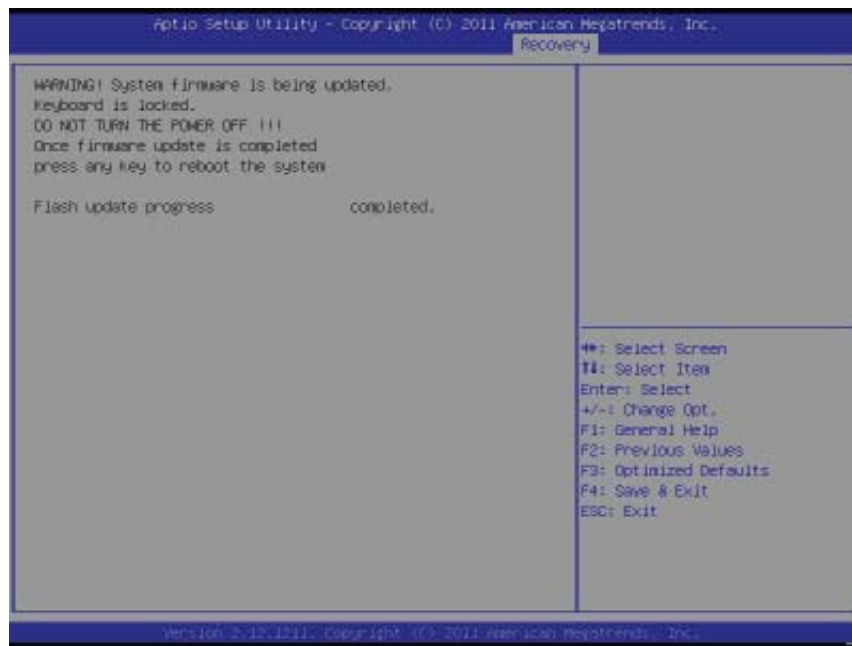 Aptio Setup Utility - Copyright (C) 2011 American Megatrends, Inc.
Recovery
WARNING! System firmware is being updated.
Keyboard is locked.
DO NOT TURN THE POWER OFF !!!
Once firmware update is completed
press any key to reboot the system
Flash update progress completed.
→←: Select Screen
↑↓: Select Item
Enter: Select
+/-: Change Opt.
F1: General Help
F2: Previous Values
F3: Optimized Defaults
F4: Save & Exit
ESC: Exit
Version 2.12.1211. Copyright (C) 2011 American Megatrends, Inc.